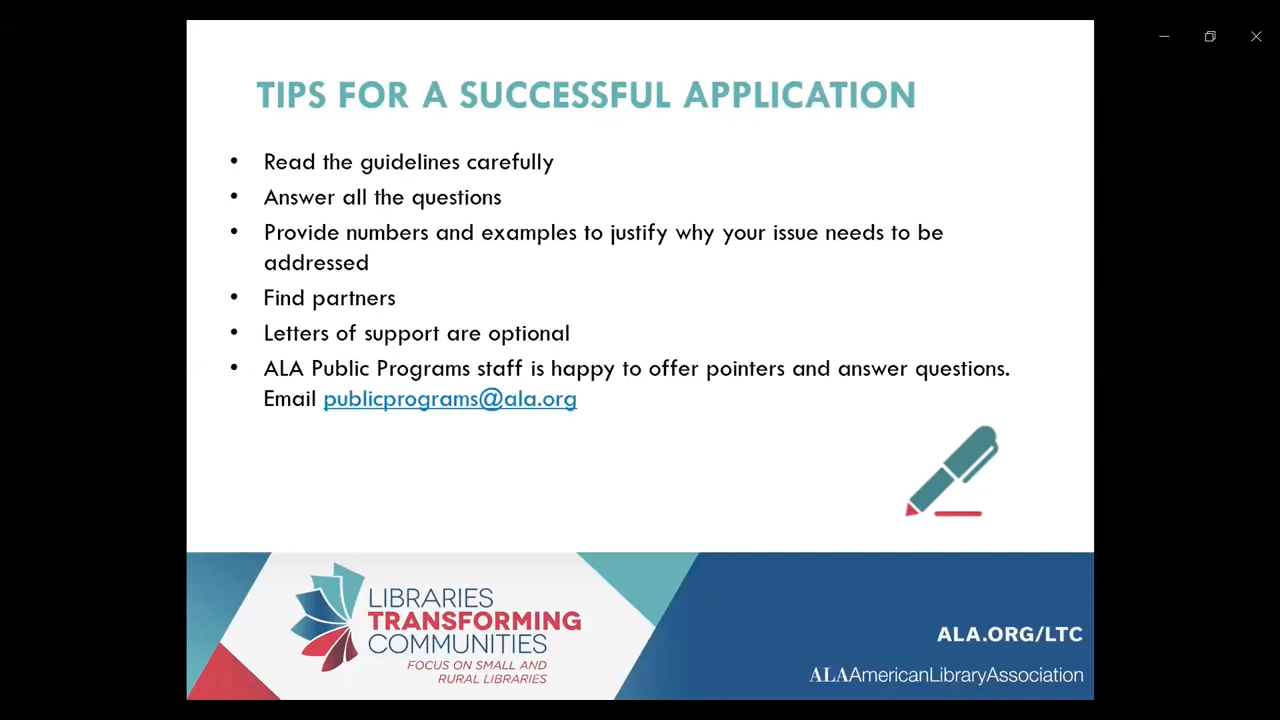 TIPS FOR A SUCCESSFUL APPLICATION
• Read the guidelines carefully
• Answer all the questions
• Provide numbers and examples to justify why your issue needs to be
addressed
• Find partners
• Letters of support are optional
• ALA Public Programs staff is happy to offer pointers and answer questions.
Email publicprograms@ala.org
LIBRARIES
TRANSFORMING
COMMUNITIES
FOCUS ON SMALL AND
RURAL LIBRARIES
ALA.ORG/LTC
ALAAmericanLibraryAssociation